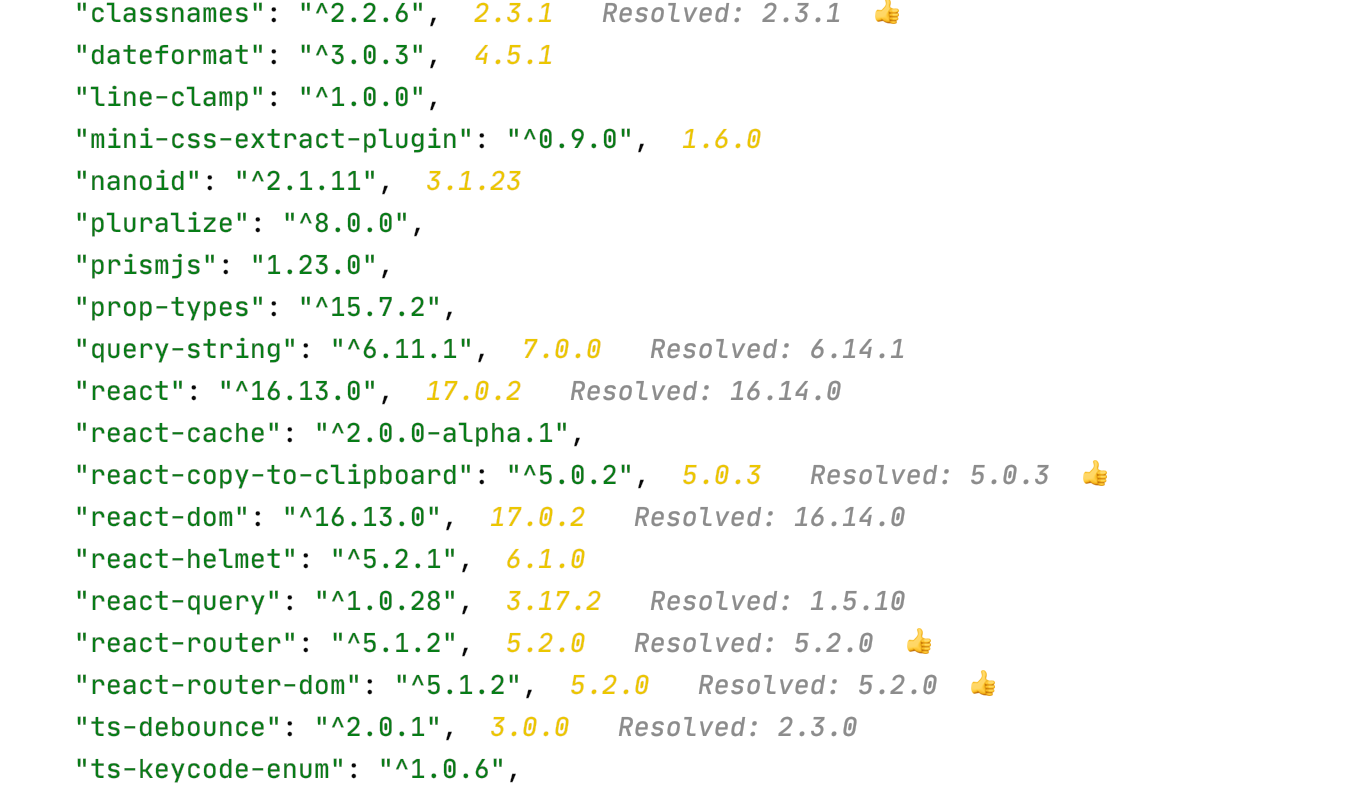 "classnames": "^2.2.6", 2.3.1 Resolved: 2.3.1 👍
"dateformat": "^3.0.3", 4.5.1
"line-clamp": "^1.0.0",
"mini-css-extract-plugin": "^0.9.0", 1.6.0
"nanoid": "^2.1.11", 3.1.23
"pluralize": "^8.0.0",
"prismjs": "1.23.0",
"prop-types": "^15.7.2",
"query-string": "^6.11.1", 7.0.0 Resolved: 6.14.1
"react": "^16.13.0", 17.0.2 Resolved: 16.14.0
"react-cache": "^2.0.0-alpha.1",
"react-copy-to-clipboard": "^5.0.2", 5.0.3 Resolved: 5.0.3 👍
"react-dom": "^16.13.0", 17.0.2 Resolved: 16.14.0
"react-helmet": "^5.2.1", 6.1.0
"react-query": "^1.0.28", 3.17.2 Resolved: 1.5.10
"react-router": "^5.1.2", 5.2.0 Resolved: 5.2.0 👍
"react-router-dom": "^5.1.2", 5.2.0 Resolved: 5.2.0 👍
"ts-debounce": "^2.0.1", 3.0.0 Resolved: 2.3.0
"ts-keycode-enum": "^1.0.6",